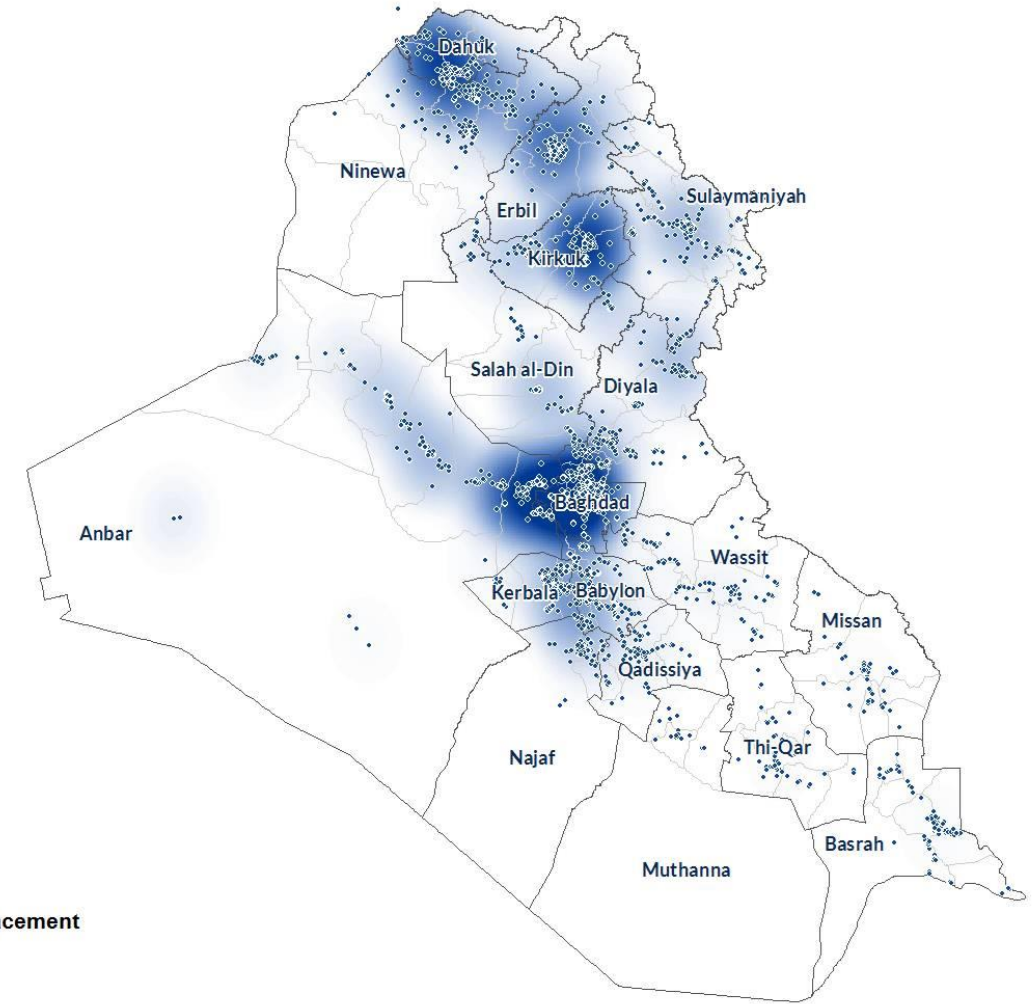 Dahuk
Ninewa
Sulaymaniyah
Erbil
Kirkuk
Salah al-Din
Diyala
Baghdad
Anbar
Wassit
Kerbala
Babylon
Missan
Qadissiya
Thi-Qar
Najaf
Basrah
Muthanna
cement